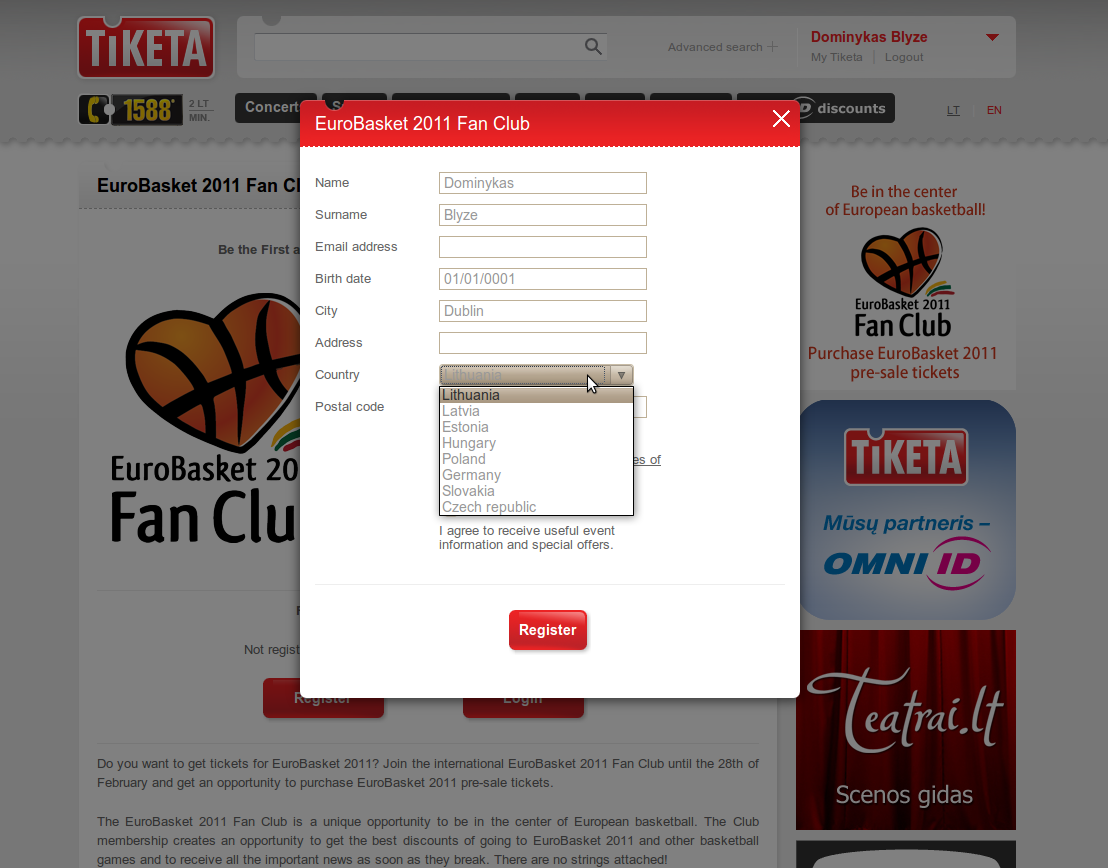 TiKETA
Advanced search
Dominykas Blyze
My Tiketa
Logout
1588*
2 LT
MIN.
Concert
discounts
LT
EN
EuroBasket 2011 Fan Club
EuroBasket 2011 Fan Cl
Be the First a
EuroBasket 20
Fan Clu
Name
Dominykas
Surname
Blyze
Email address
Birth date
01/01/0001
City
Dublin
Address
Country
Lithuania
Lithuania
Latvia
Estonia
Hungary
Poland
Germany
Slovakia
Czech republic
Postal code
es of
I agree to receive useful event
information and special offers.
Register
Not regist
Register
Login
Do you want to get tickets for EuroBasket 2011? Join the international EuroBasket 2011 Fan Club until the 28th of
February and get an opportunity to purchase EuroBasket 2011 pre-sale tickets.
The EuroBasket 2011 Fan Club is a unique opportunity to be in the center of European basketball. The Club
membership creates an opportunity to get the best discounts of going to EuroBasket 2011 and other basketball
games and to receive all the important news as soon as they break. There are no strings attached!
Be in the center
of European basketball!
EuroBasket 2011
Fan Club
Purchase EuroBasket 2011
pre-sale tickets
TiKETA
Mūsų partneris –
OMNI ID
Teatrai.lt
Scenos gidas